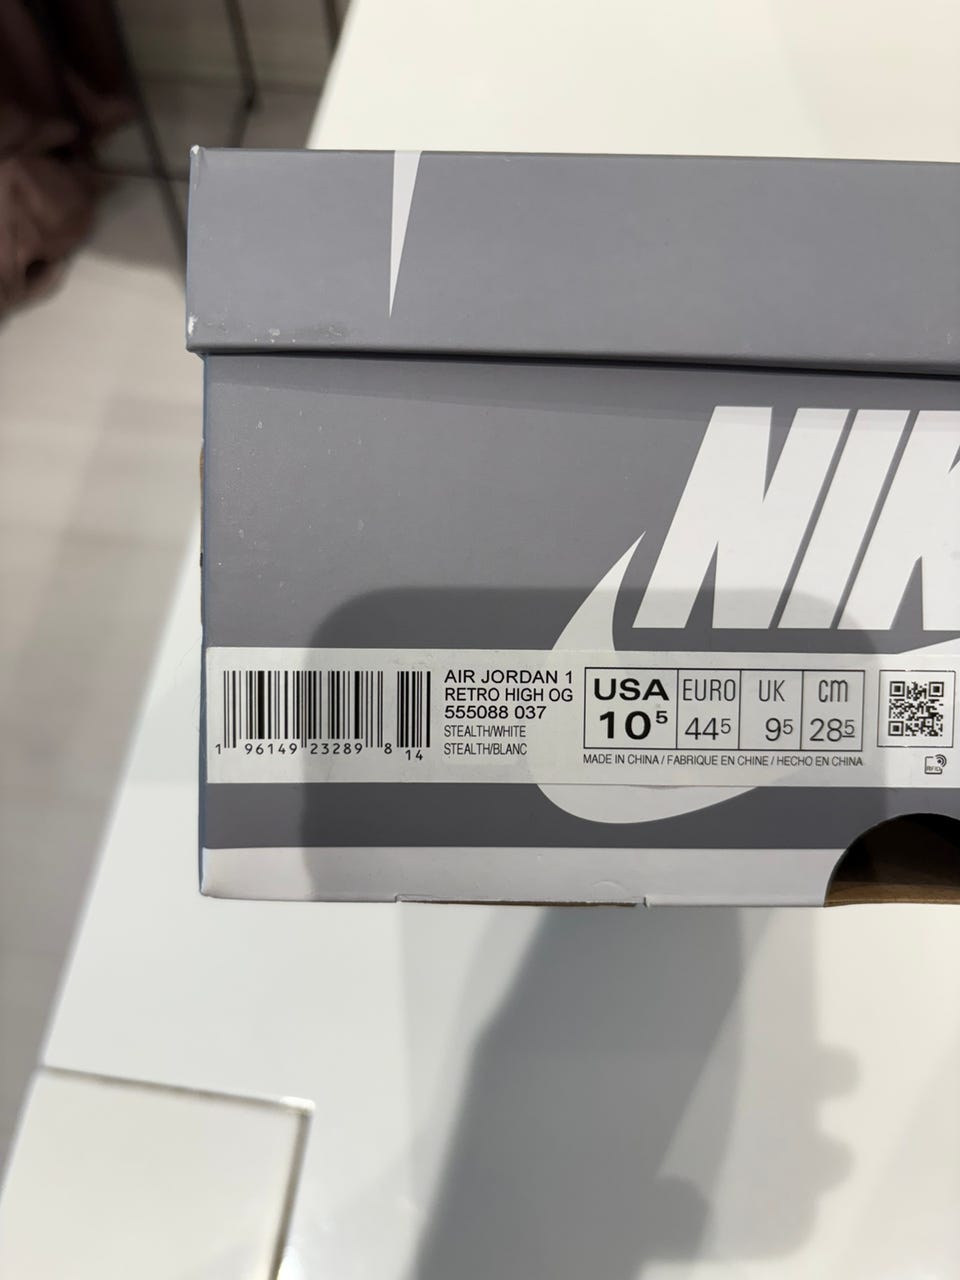 NIK
1 96149 23289 8 14
AIR JORDAN 1
RETRO HIGH OG
555088 037
STEALTH/WHITE
STEALTH/BLANC
USA EURO UK cm
10⁵ 44⁵ 9⁵ 28⁵
MADE IN CHINA / FABRIQUE EN CHINE / HECHO EN CHINA
RFID